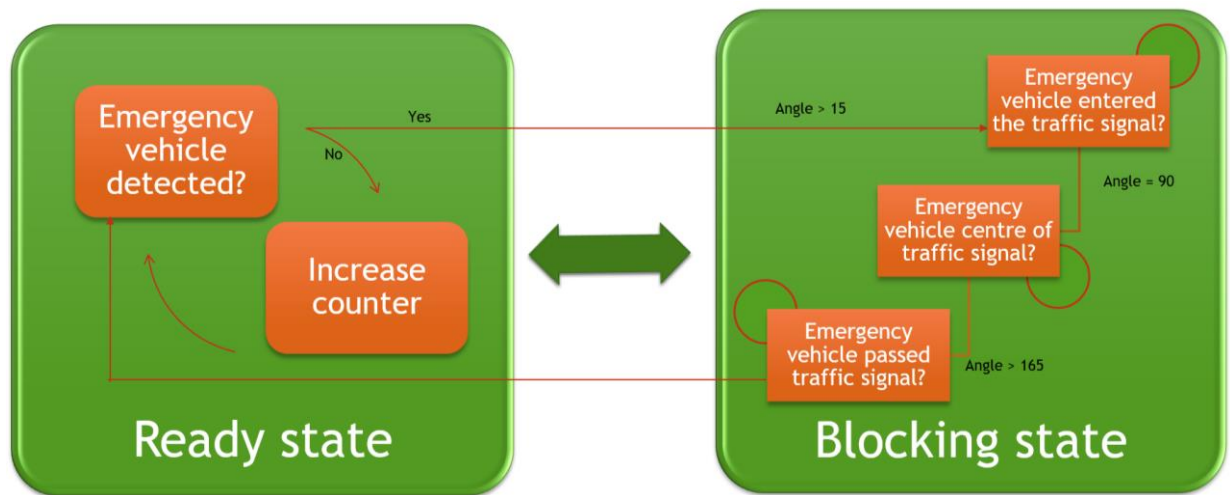 Emergency
vehicle
detected?
Yes
No
Increase
counter
Ready state
Angle > 15
Emergency
vehicle entered
the traffic signal?
Angle = 90
Emergency
vehicle centre of
traffic signal?
Emergency
vehicle passed
traffic signal?
Angle > 165
Blocking state